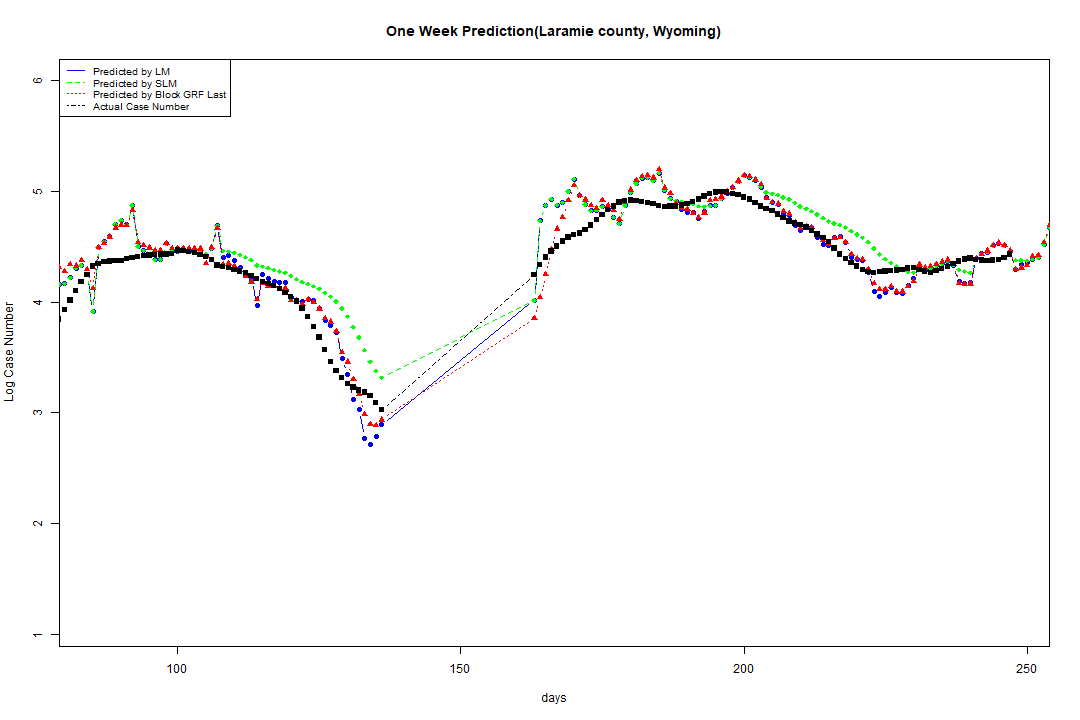 One Week Prediction(Laramie county, Wyoming)
Predicted by LM
Predicted by SLM
Predicted by Block GRF Last
Actual Case Number
6
5
4
3
2
1
Log Case Number
100 150 200 250
days